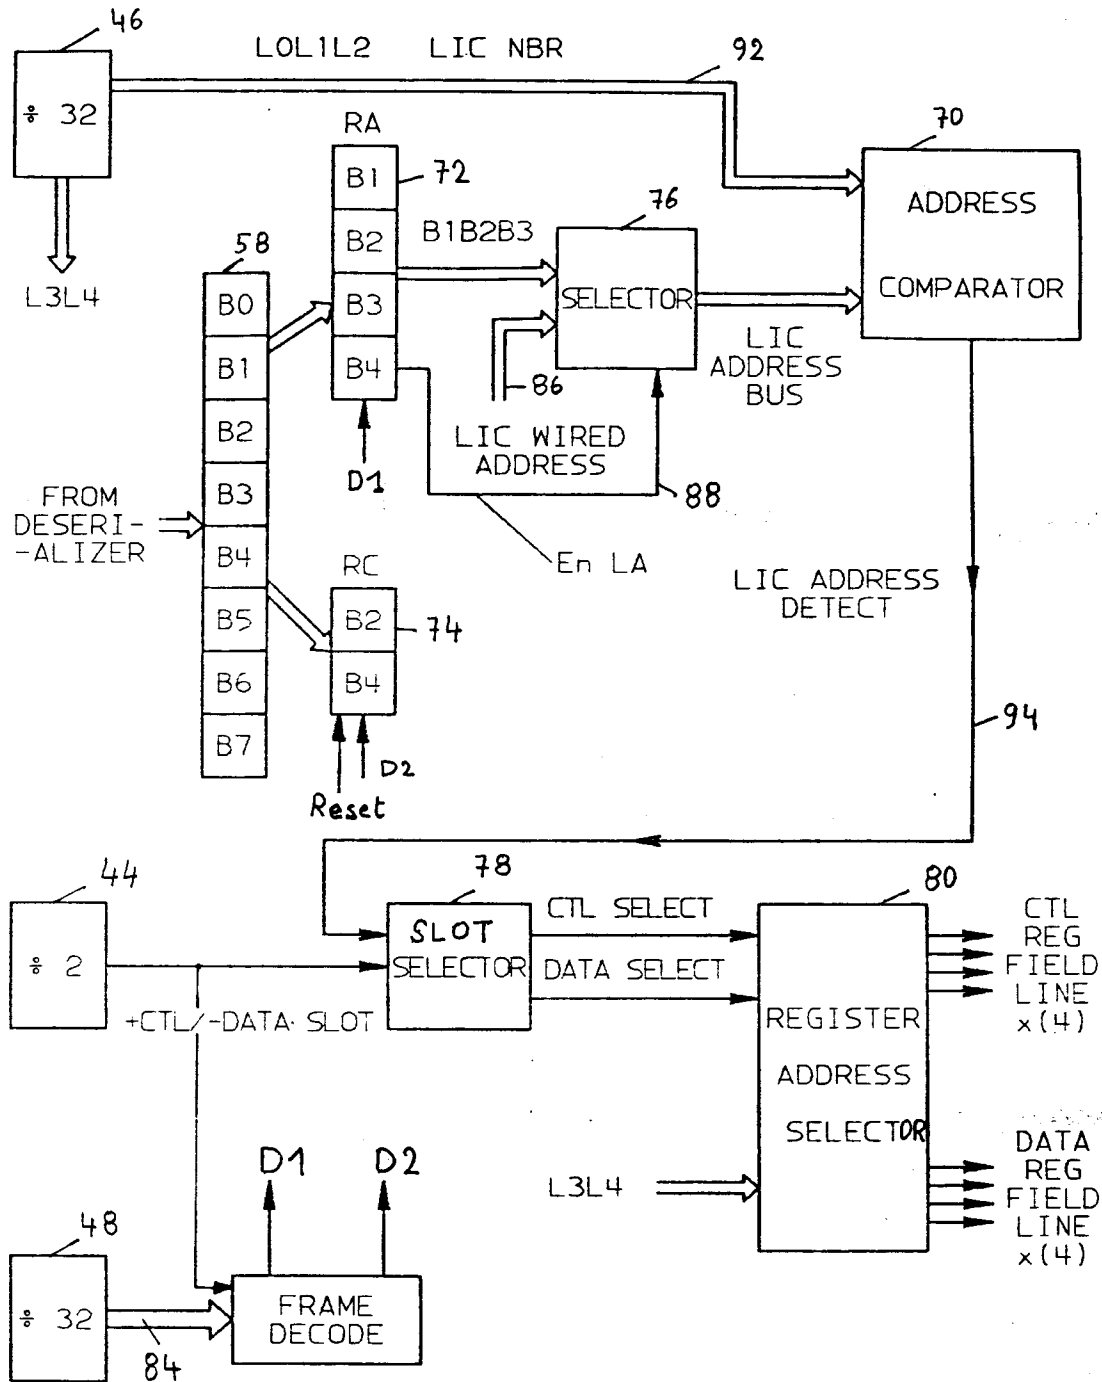 46
LOL1L2 LIC NBR
92
÷ 32
RA
70
B1
72
ADDRESS
COMPARATOR
B2
B1B2B3
76
58
L3L4
B0
B3
SELECTOR
B1
B4
86
LIC
ADDRESS
BUS
B2
LIC WIRED
ADDRESS
D1
88
B3
FROM
DESERI-
-ALIZER
B4
RC
En LA
LIC ADDRESS
DETECT
B5
B2
74
B6
B4
B7
D2
Reset
94
44
78
80
÷ 2
SLOT
SELECTOR
CTL SELECT
DATA SELECT
CTL
REG
FIELD
LINE
x(4)
+CTL/-DATA SLOT
REGISTER
ADDRESS
SELECTOR
D1
D2
L3L4
DATA
REG
FIELD
LINE
x(4)
48
÷ 32
84
FRAME
DECODE